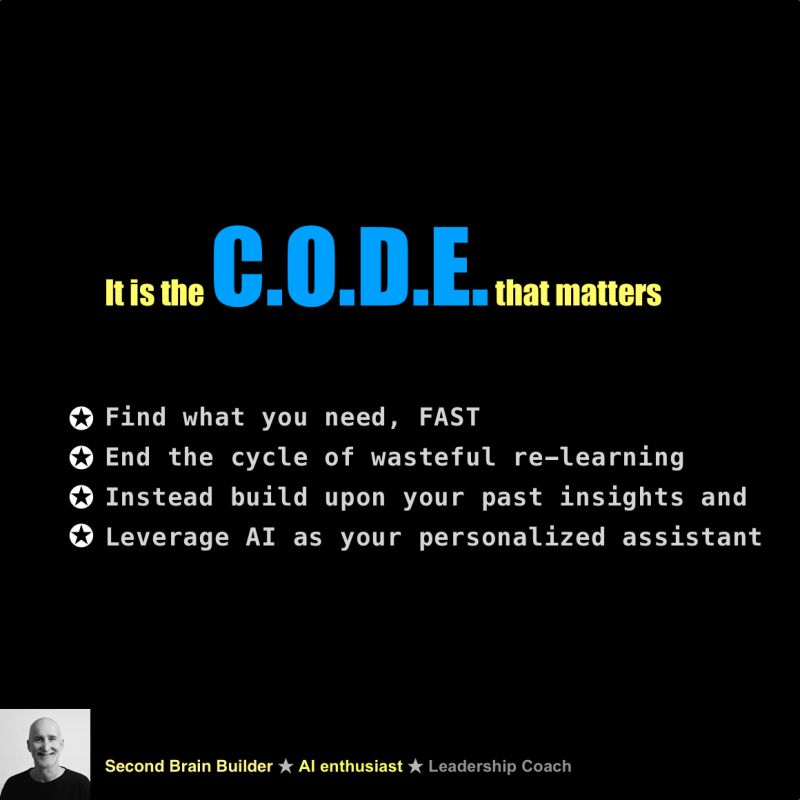 It is the C.O.D.E. that matters
Find what you need, FAST
End the cycle of wasteful re-learning
Instead build upon your past insights and
Leverage AI as your personalized assistant
Second Brain Builder ★ AI enthusiast ★ Leadership Coach